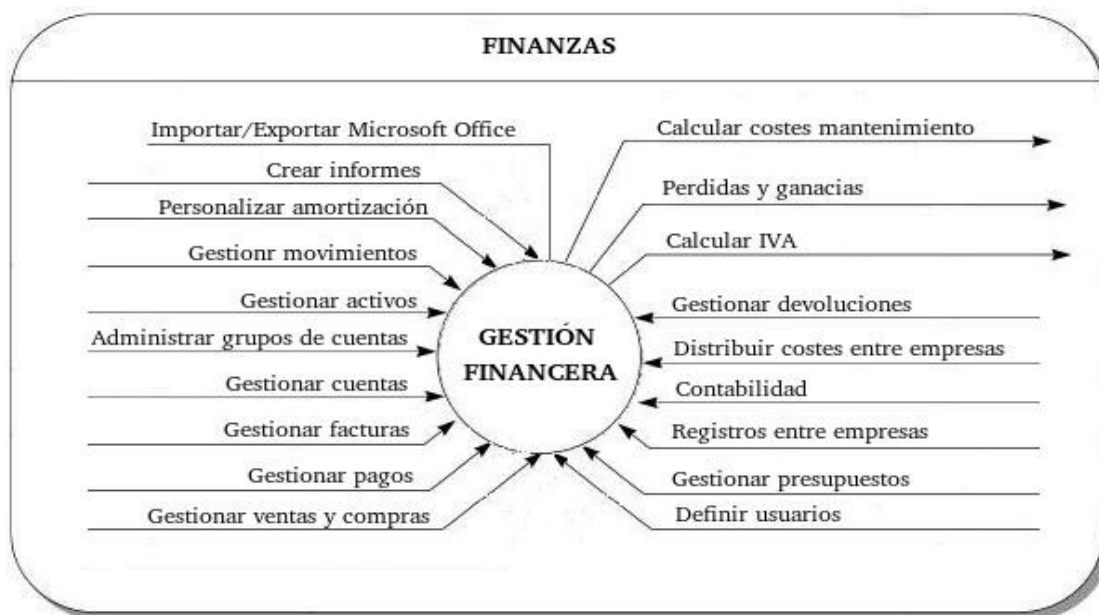 FINANZAS
Importar/Exportar Microsoft Office
Crear informes
Personalizar amortización
Gestionr movimientos
Gestionar activos
Administrar grupos de cuentas
Gestionar cuentas
Gestionar facturas
Gestionar pagos
Gestionar ventas y compras
GESTIÓN
FINANCERA
Calcular costes mantenimiento
Perdidas y ganacias
Calcular IVA
Gestionar devoluciones
Distribuir costes entre empresas
Contabilidad
Registros entre empresas
Gestionar presupuestos
Definir usuarios